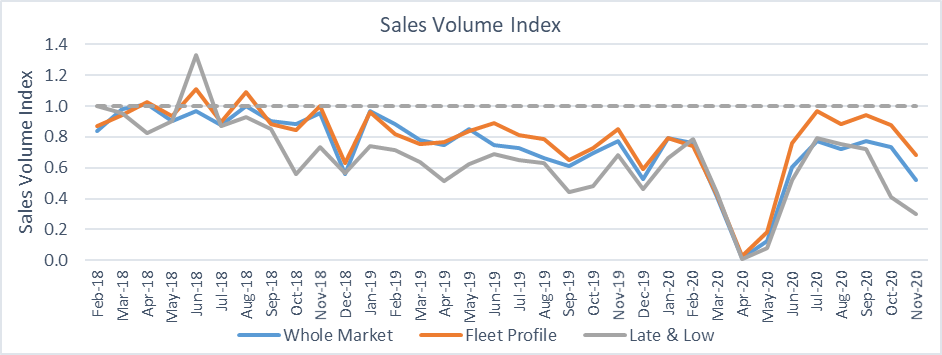 Sales Volume Index
Sales Volume Index
1.4
1.2
1.0
0.8
0.6
0.4
0.2
0.0
Feb-18
Mar-18
Apr-18
May-18
Jun-18
Jul-18
Aug-18
Sep-18
Oct-18
Nov-18
Dec-18
Jan-19
Feb-19
Mar-19
Apr-19
May-19
Jun-19
Jul-19
Aug-19
Sep-19
Oct-19
Nov-19
Dec-19
Jan-20
Feb-20
Mar-20
Apr-20
May-20
Jun-20
Jul-20
Aug-20
Sep-20
Oct-20
Nov-20
Whole Market Fleet Profile Late & Low